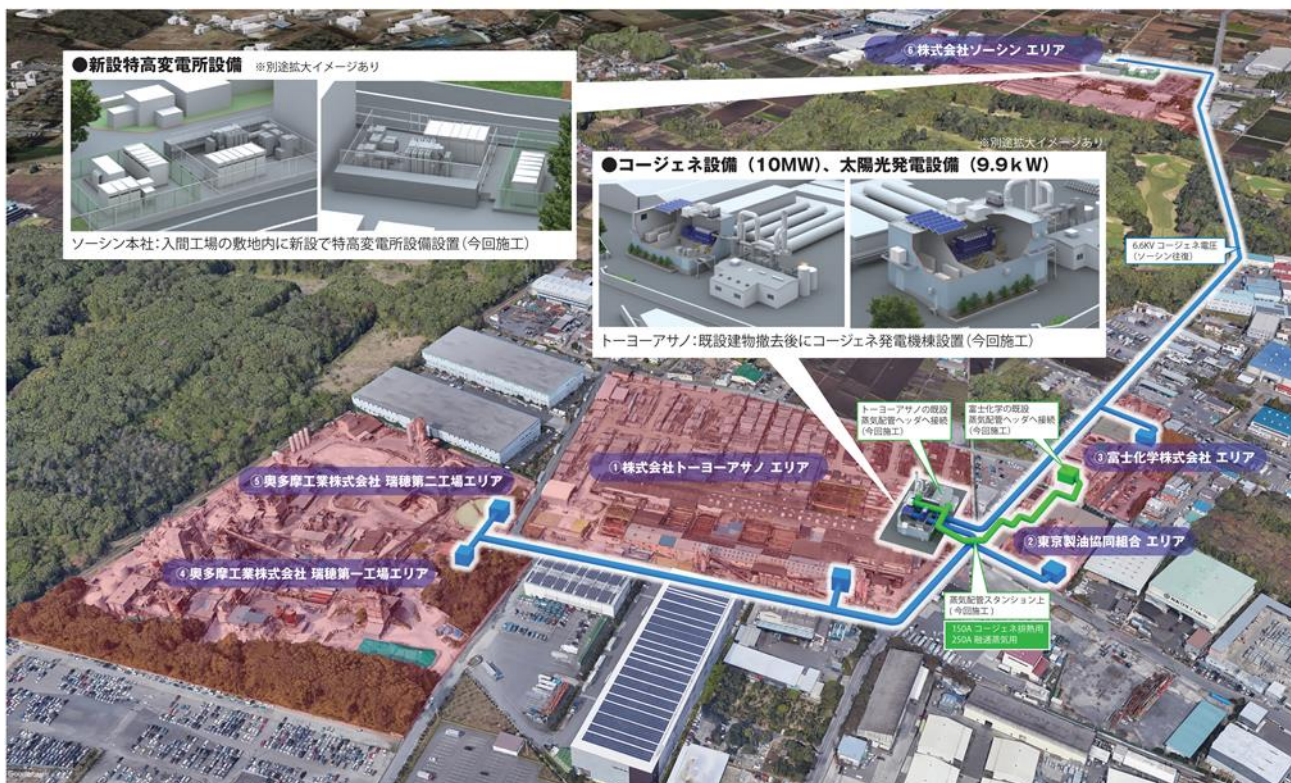 ⑥株式会社ソーシン エリア
●新設特高変電所設備 ※別途拡大イメージあり
ソーシン本社:入間工場の敷地内に新設で特高変電所設備設置(今回施工)
※別途拡大イメージあり
●コージェネ設備(10MW)、太陽光発電設備(9.9kW)
トーヨーアサノ:既設建物撤去後にコージェネ発電機棟設置(今回施工)
6.6KV コージェネ電圧
(ソーシン往復)
トーヨーアサノの既設
蒸気配管ヘッダへ接続
(今回施工)
富士化学の既設
蒸気配管ヘッダへ接続
(今回施工)
①株式会社トーヨーアサノ エリア
③富士化学株式会社 エリア
⑤奥多摩工業株式会社 瑞穂第二工場エリア
②東京製油協同組合 エリア
④奥多摩工業株式会社 瑞穂第一工場エリア
蒸気配管スタンション上
(今回施工)
150A コージェネ排熱用
250A 融通蒸気用